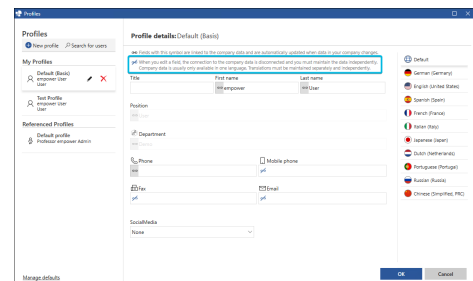 Profiles
Profiles
New profile
Search for users
My Profiles
Default (Basis)
empower User
User
Test Profile
empower User
User
Referenced Profiles
Default profile
Professor empower Admin
Manage defaults
Profile details: Default (Basis)
Fields with this symbol are linked to the company data and are automatically updated when data in your company changes.
When you edit a field, the connection to the company data is disconnected and you must maintain the data independently.
Company data is usually only available in one language. Translations must be maintained separately and independently.
Title
First name
Last name
empower
User
Position
Department
Phone
Mobile phone
Fax
Email
SocialMedia
None
Default
German (Germany)
English (United States)
Spanish (Spain)
French (France)
Italian (Italy)
Japanese (Japan)
Dutch (Netherlands)
Portuguese (Portugal)
Russian (Russia)
Chinese (Simplified, PRC)
OK
Cancel